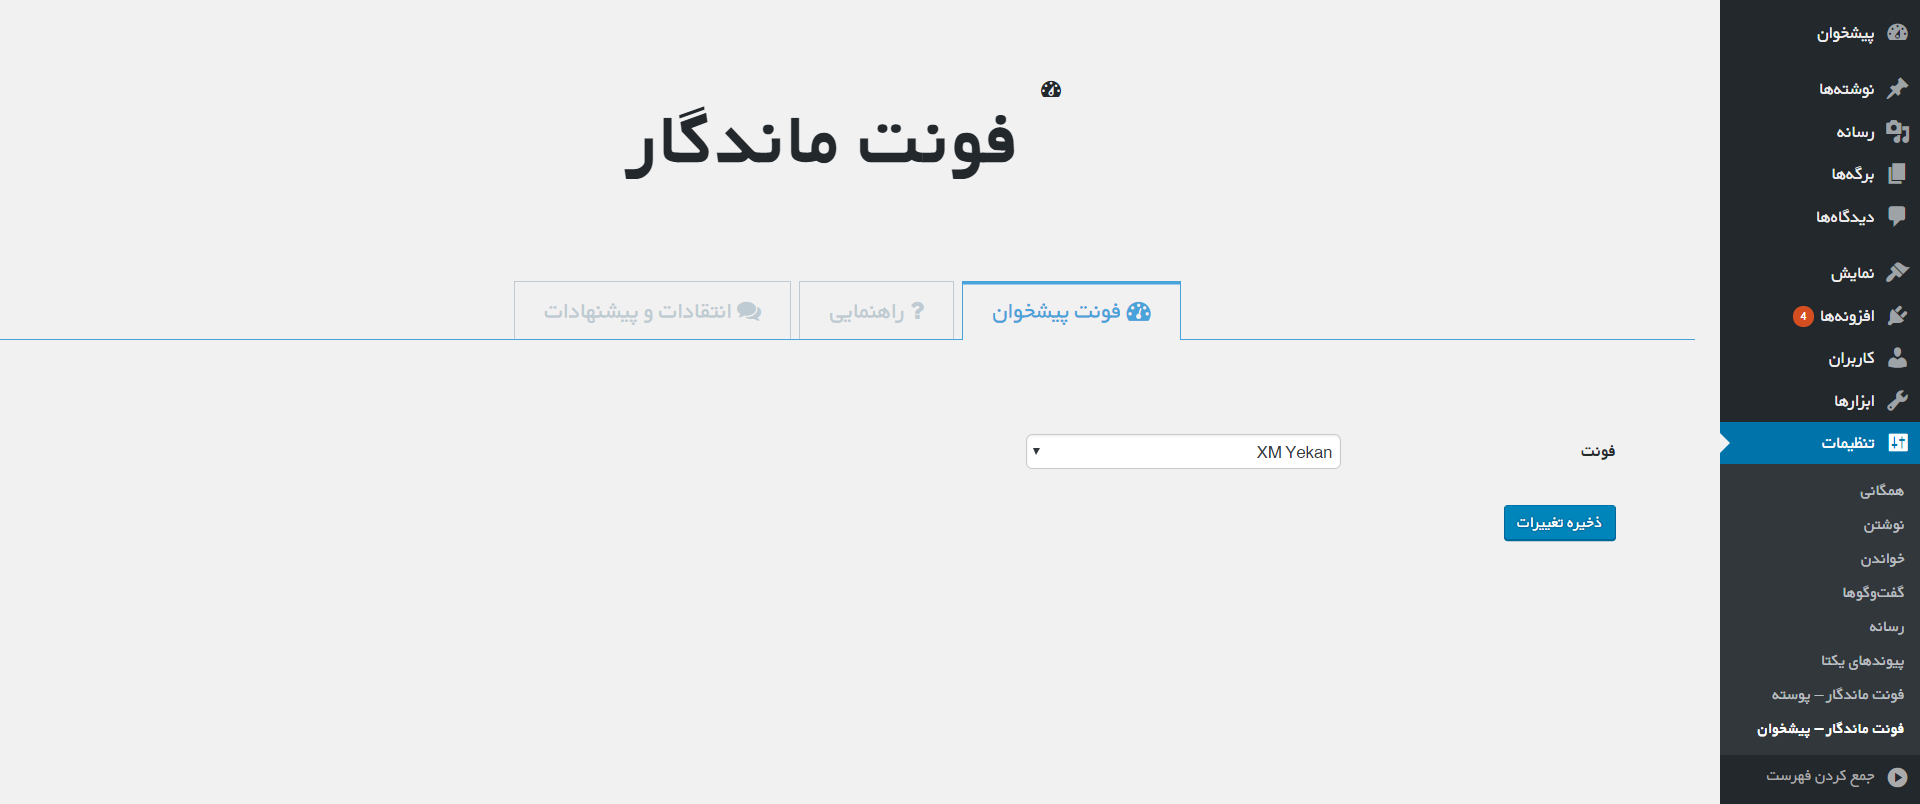 پیشخوان
نوشته‌ها
رسانه
برگه‌ها
دیدگاه‌ها
نمایش
افزونه‌ها 4
کاربران
ابزارها
تنظیمات
همگانی
نوشتن
خواندن
گفت‌وگوها
رسانه
پیوندهای یکتا
فونت ماندگار – پوسته
فونت ماندگار – پیشخوان
جمع کردن فهرست
فونت ماندگار
فونت پیشخوان
? راهنمایی
انتقادات و پیشنهادات
فونت
XM Yekan
ذخیره تغییرات